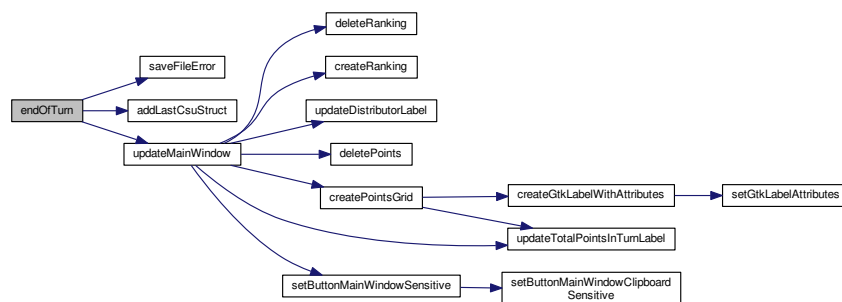 deleteRanking
createRanking
saveFileError
updateDistributorLabel
endOfTurn
addLastCsuStruct
updateMainWindow
deletePoints
createPointsGrid
createGtkLabelWithAttributes
setGtkLabelAttributes
updateTotalPointsInTurnLabel
setButtonMainWindowSensitive
setButtonMainWindowClipboard
Sensitive